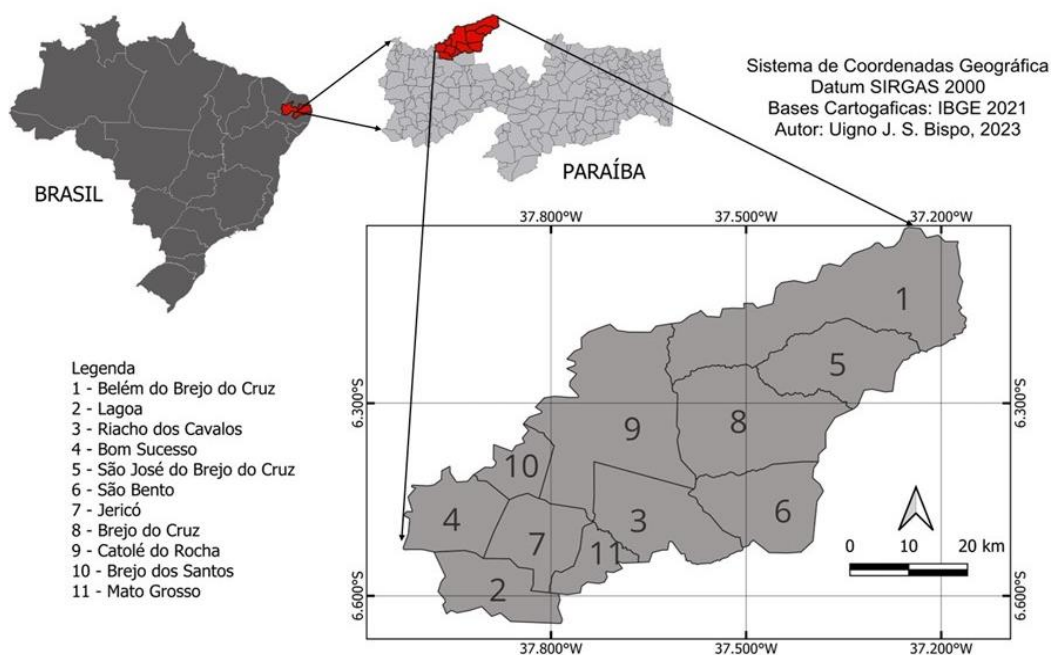 Sistema de Coordenadas Geográfica
Datum SIRGAS 2000
Bases Cartogaficas: IBGE 2021
Autor: Uigno J. S. Bispo, 2023
BRASIL
PARAÍBA
37.800°W 37.500°W 37.200°W
6.300°S
6.600°S
1
5
8
9
10
6
4
3
7
11
2
6.300°S
6.600°S
0 10 20 km
37.800°W 37.500°W 37.200°W
Legenda
1 - Belém do Brejo do Cruz
2 - Lagoa
3 - Riacho dos Cavalos
4 - Bom Sucesso
5 - São José do Brejo do Cruz
6 - São Bento
7 - Jericó
8 - Brejo do Cruz
9 - Catolé do Rocha
10 - Brejo dos Santos
11 - Mato Grosso